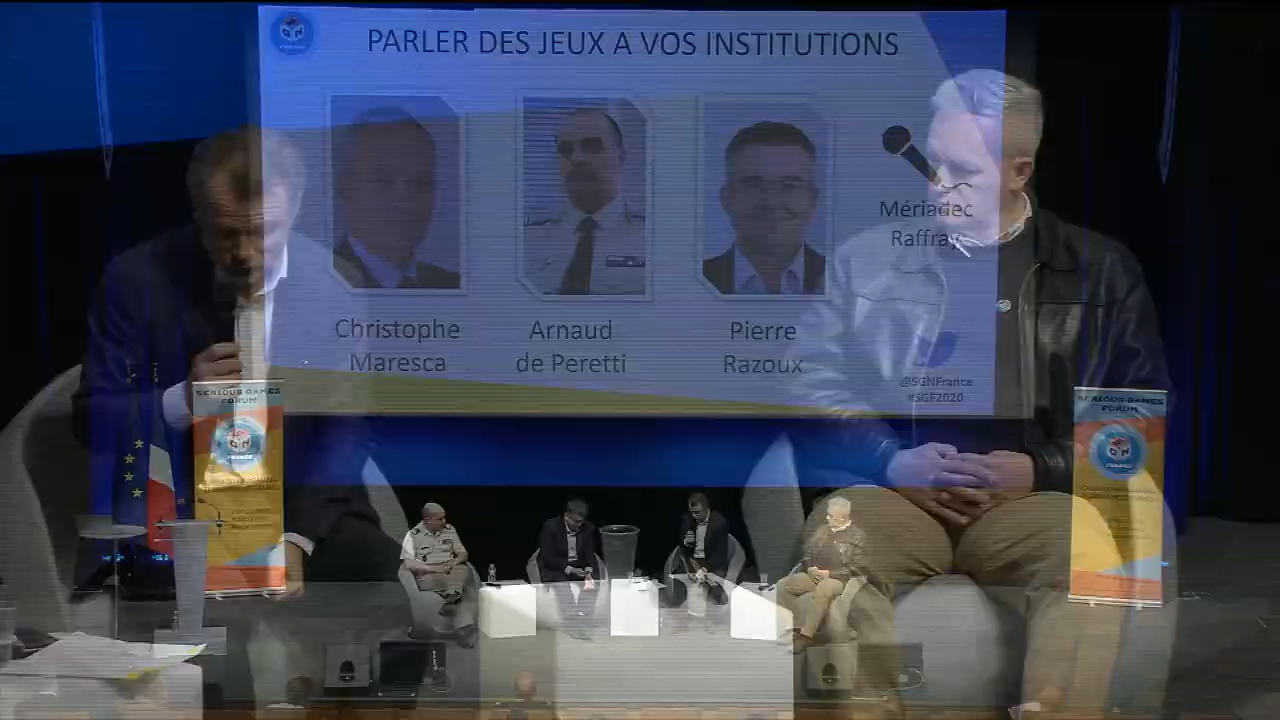 PARLER DES JEUX A VOS INSTITUTIONS
Christophe
Maresca
Arnaud
de Peretti
Pierre
Razoux
Mériadec
Raffray
@SGNFrance
#SGF2020
SERIOUS GAMES
FORUM
SERIOUS GAMES
FORUM